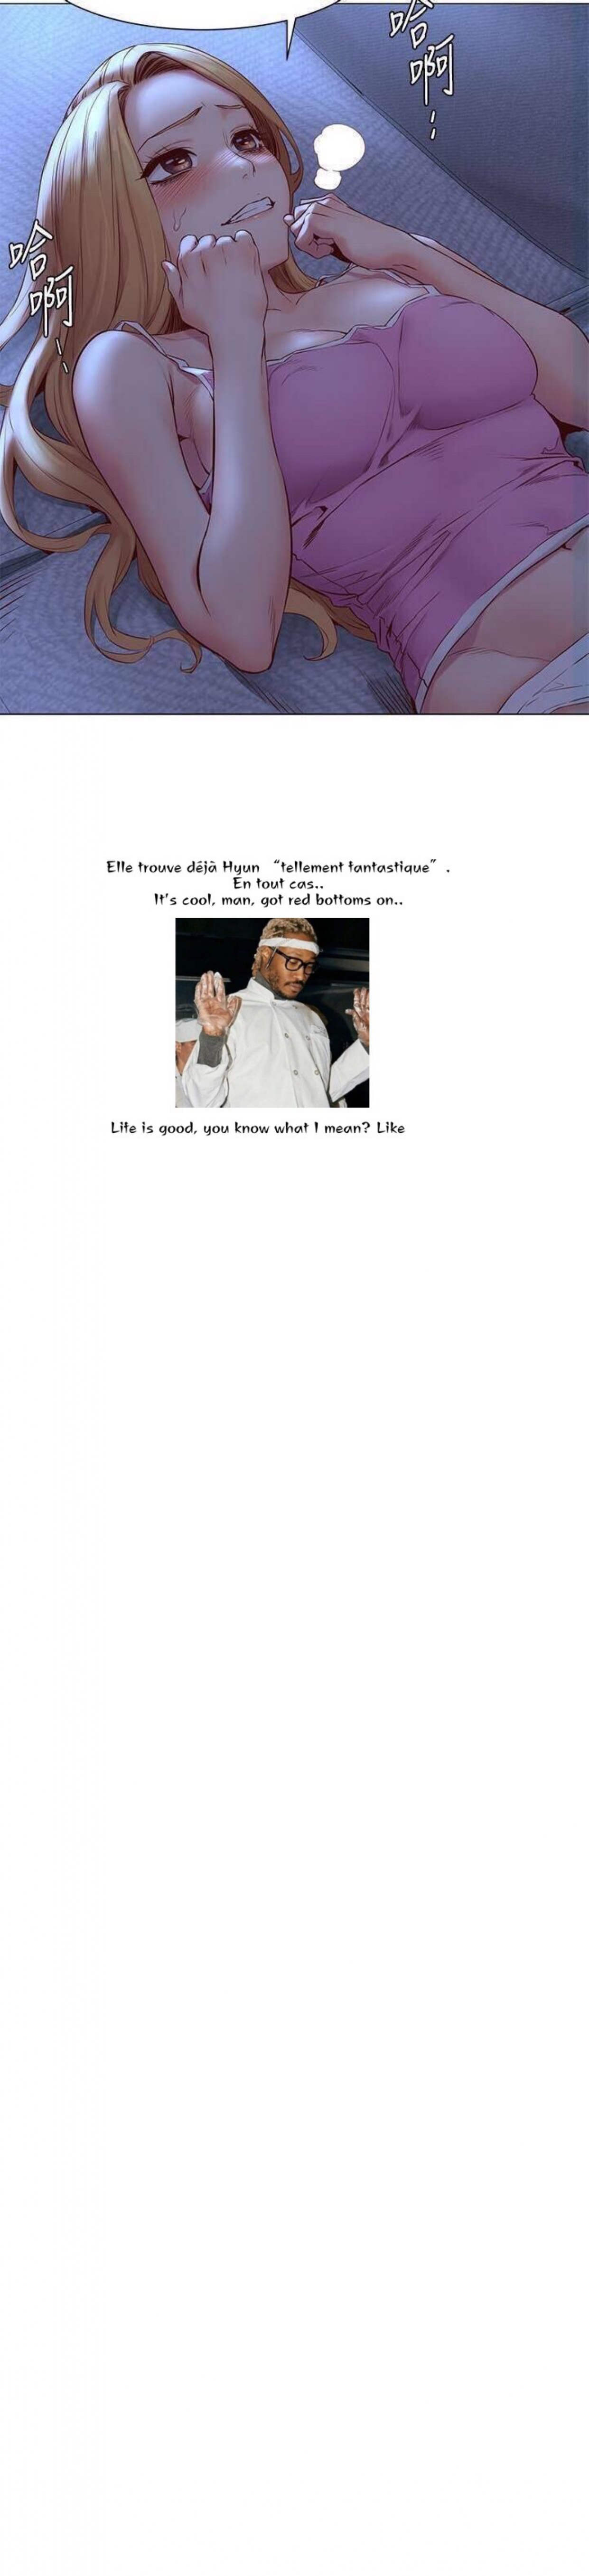 哈啊⋯
哈啊⋯
Elle trouve déjà Hyun “tellement fantastique” .
En tout cas..
It's cool, man, got red bottoms on..
Life is good, you know what I mean? Like